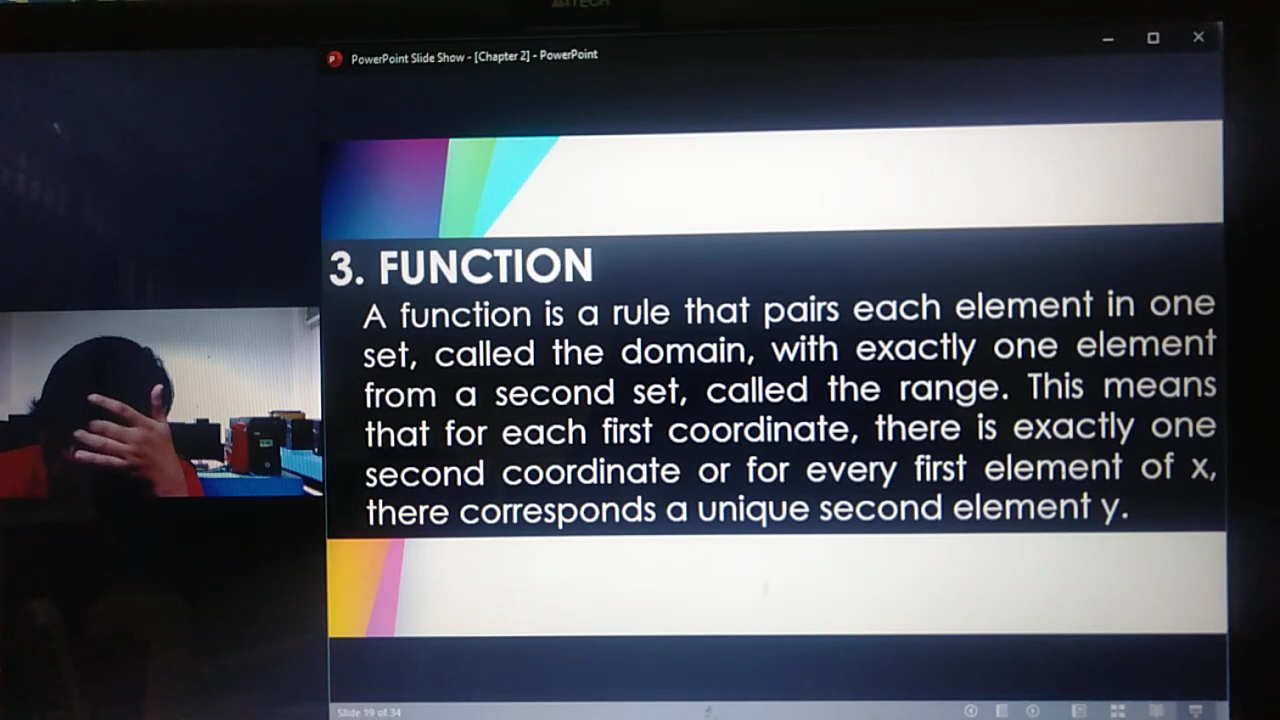 PowerPoint Slide Show - [Chapter 2] - PowerPoint
3. FUNCTION
A function is a rule that pairs each element in one
set, called the domain, with exactly one element
from a second set, called the range. This means
that for each first coordinate, there is exactly one
second coordinate or for every first element of x,
there corresponds a unique second element y.
Slide 19 of 34